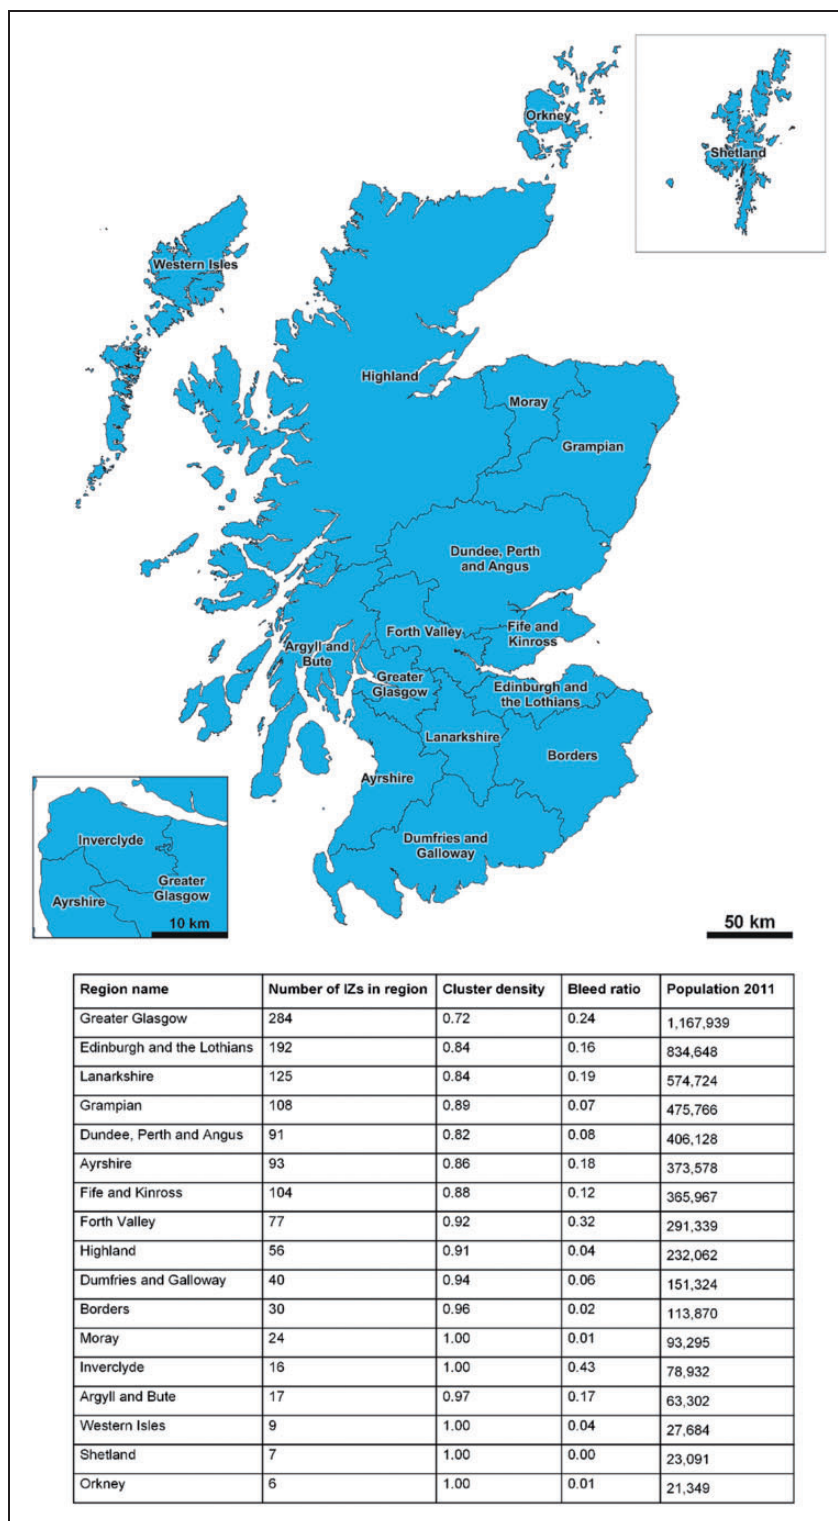 Orkney
Shetland
Western Isles
Highland
Moray
Grampian
Dundee, Perth
and Angus
Fife and
Kinross
Forth Valley
Argyll and
Bute
Greater
Glasgow
Edinburgh and
the Lothians
Lanarkshire
Borders
Ayrshire
Dumfries and
Galloway
Inverclyde
Greater
Glasgow
Ayrshire
10 km
50 km
Region name Number of IZs in region Cluster density Bleed ratio Population 2011
Greater Glasgow 284 0.72 0.24 1,167,939
Edinburgh and the Lothians 192 0.84 0.16 834,648
Lanarkshire 125 0.84 0.19 574,724
Grampian 108 0.89 0.07 475,766
Dundee, Perth and Angus 91 0.82 0.08 406,128
Ayrshire 93 0.86 0.18 373,578
Fife and Kinross 104 0.88 0.12 365,967
Forth Valley 77 0.92 0.32 291,339
Highland 56 0.91 0.04 232,062
Dumfries and Galloway 40 0.94 0.06 151,324
Borders 30 0.96 0.02 113,870
Moray 24 1.00 0.01 93,295
Inverclyde 16 1.00 0.43 78,932
Argyll and Bute 17 0.97 0.17 63,302
Western Isles 9 1.00 0.04 27,684
Shetland 7 1.00 0.00 23,091
Orkney 6 1.00 0.01 21,349